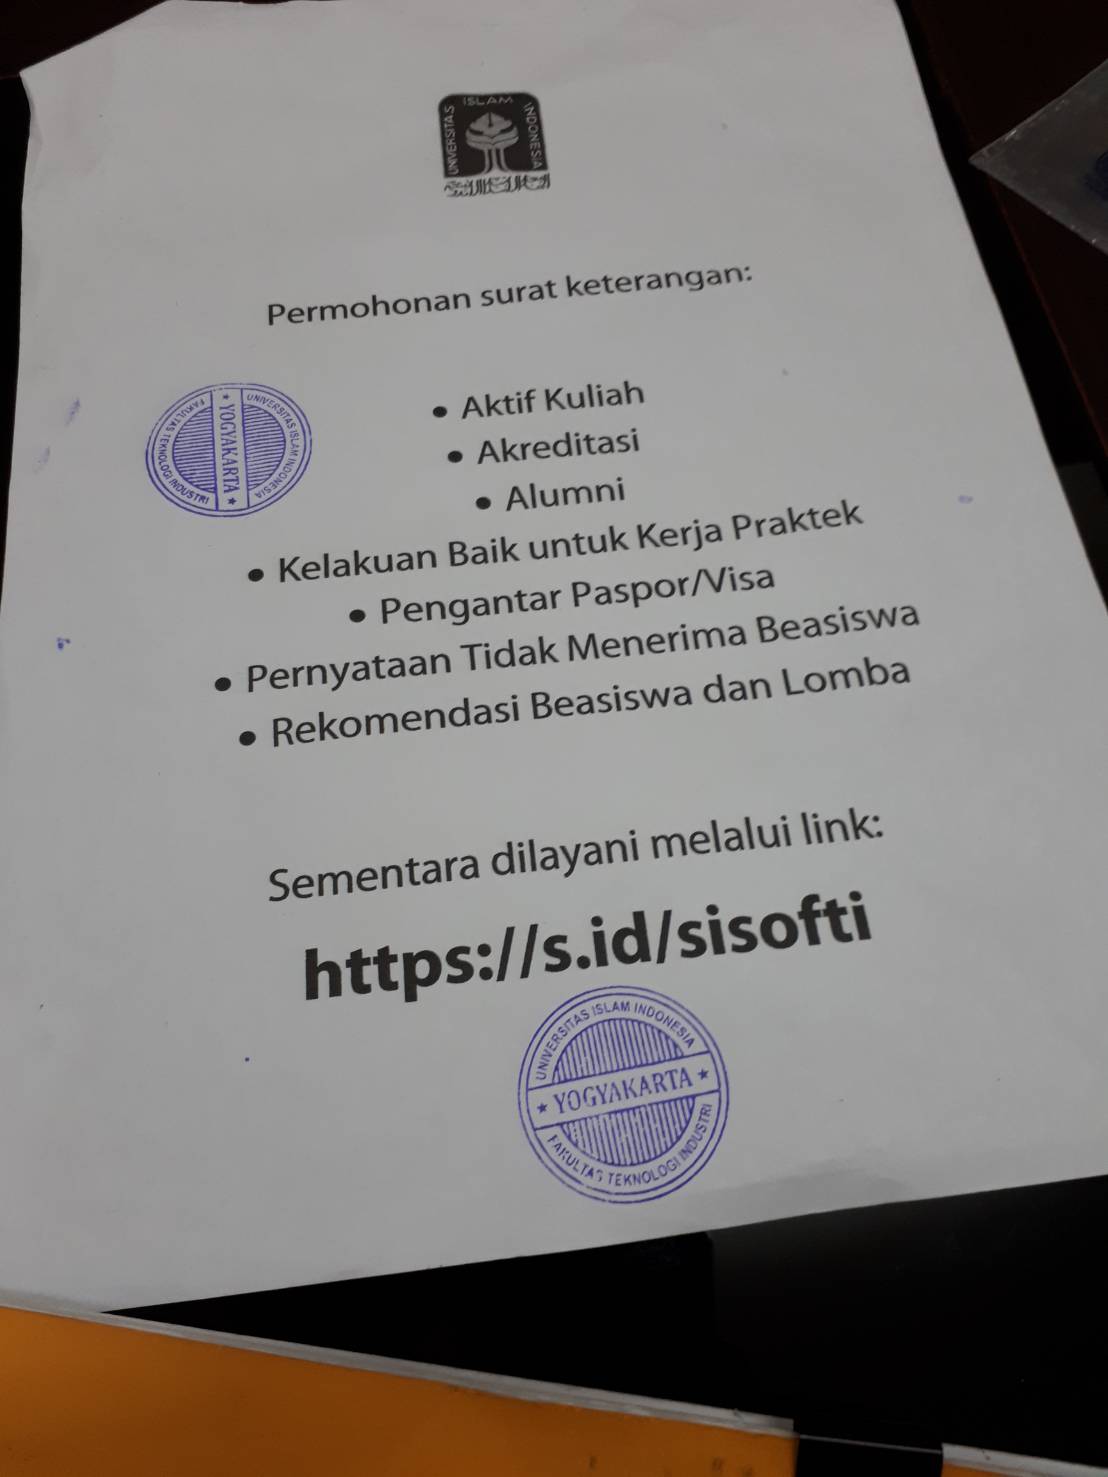 UNIVERSITAS ISLAM INDONESIA
Permohonan surat keterangan:
• Aktif Kuliah
• Akreditasi
• Alumni
• Kelakuan Baik untuk Kerja Praktek
• Pengantar Paspor/Visa
• Pernyataan Tidak Menerima Beasiswa
• Rekomendasi Beasiswa dan Lomba
UNIVERSITAS ISLAM INDONESIA
★ YOGYAKARTA ★
FAKULTAS TEKNOLOGI INDUSTRI
Sementara dilayani melalui link:
https://s.id/sisofti
UNIVERSITAS ISLAM INDONESIA
★ YOGYAKARTA ★
FAKULTAS TEKNOLOGI INDUSTRI